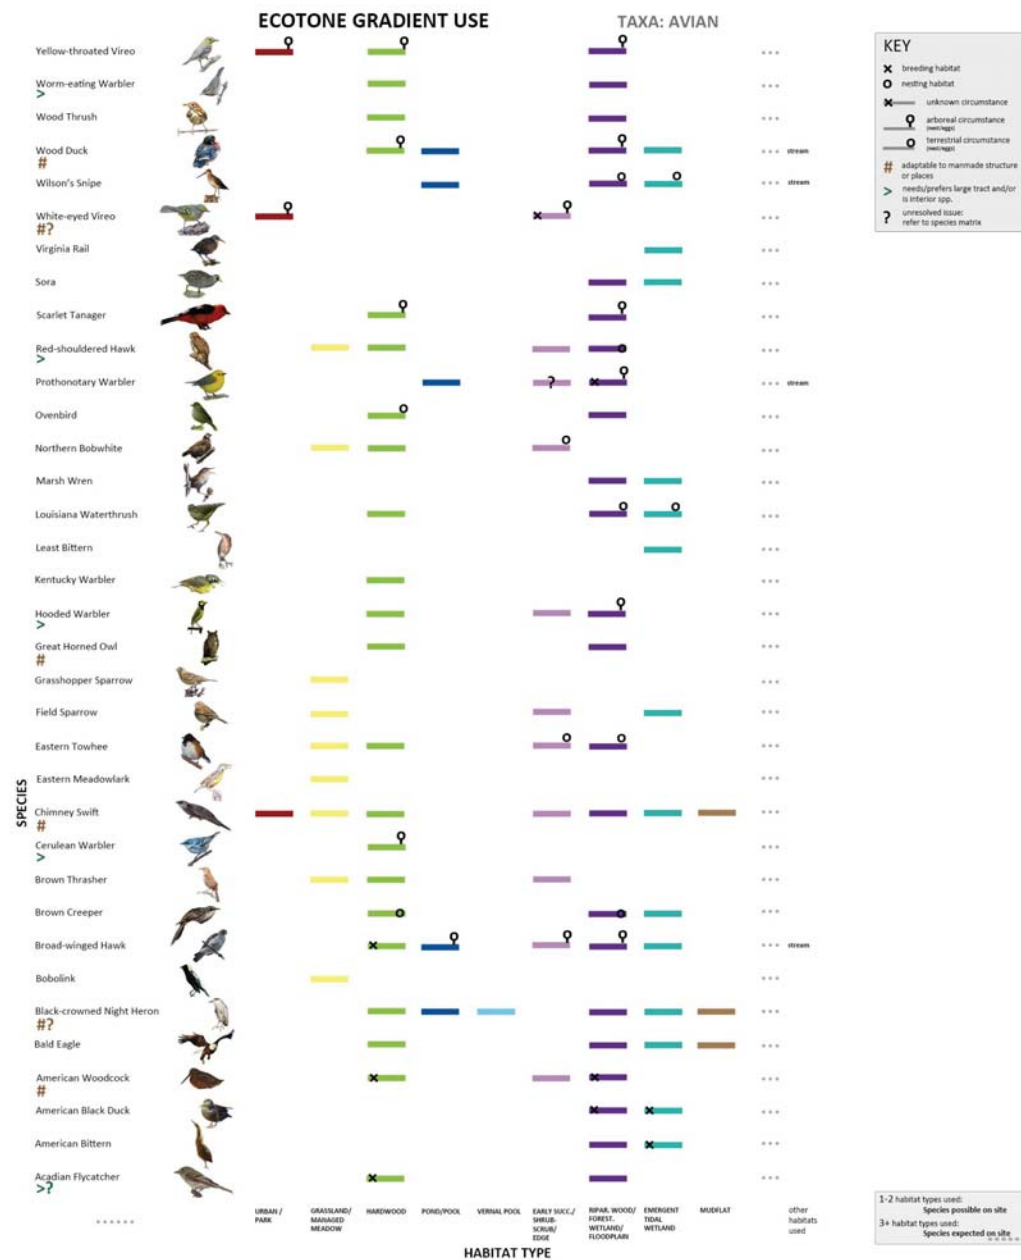 ECOTONE GRADIENT USE
TAXA: AVIAN
KEY
x breeding habitat
o nesting habitat
unknown circumstance
arboreal circumstance
(nest/eggs)
terrestrial circumstance
(nest/eggs)
# adaptable to manmade structure
or places
> needs/prefers large tract and/or
is interior spp.
? unresolved issue:
refer to species matrix
SPECIES
Yellow-throated Vireo
Worm-eating Warbler
>
Wood Thrush
Wood Duck
stream
#
Wilson's Snipe
stream
White-eyed Vireo
#?
Virginia Rail
Sora
Scarlet Tanager
Red-shouldered Hawk
>
Prothonotary Warbler
?
stream
Ovenbird
Northern Bobwhite
Marsh Wren
Louisiana Waterthrush
Least Bittern
Kentucky Warbler
Hooded Warbler
>
Great Horned Owl
#
Grasshopper Sparrow
Field Sparrow
Eastern Towhee
Eastern Meadowlark
Chimney Swift
#
Cerulean Warbler
>
Brown Thrasher
Brown Creeper
Broad-winged Hawk
stream
Bobolink
Black-crowned Night Heron
#?
Bald Eagle
American Woodcock
#
American Black Duck
American Bittern
Acadian Flycatcher
>?
URBAN /
PARK
GRASSLAND/
MANAGED
MEADOW
HARDWOOD
POND/POOL
VERNAL POOL
EARLY SUCC./
SHRUB-
SCRUB/
EDGE
RIPAR. WOOD/
FOREST.
WETLAND/
FLOODPLAIN
EMERGENT
TIDAL
WETLAND
MUDFLAT
other
habitats
used
HABITAT TYPE
1-2 habitat types used:
Species possible on site
3+ habitat types used:
Species expected on site